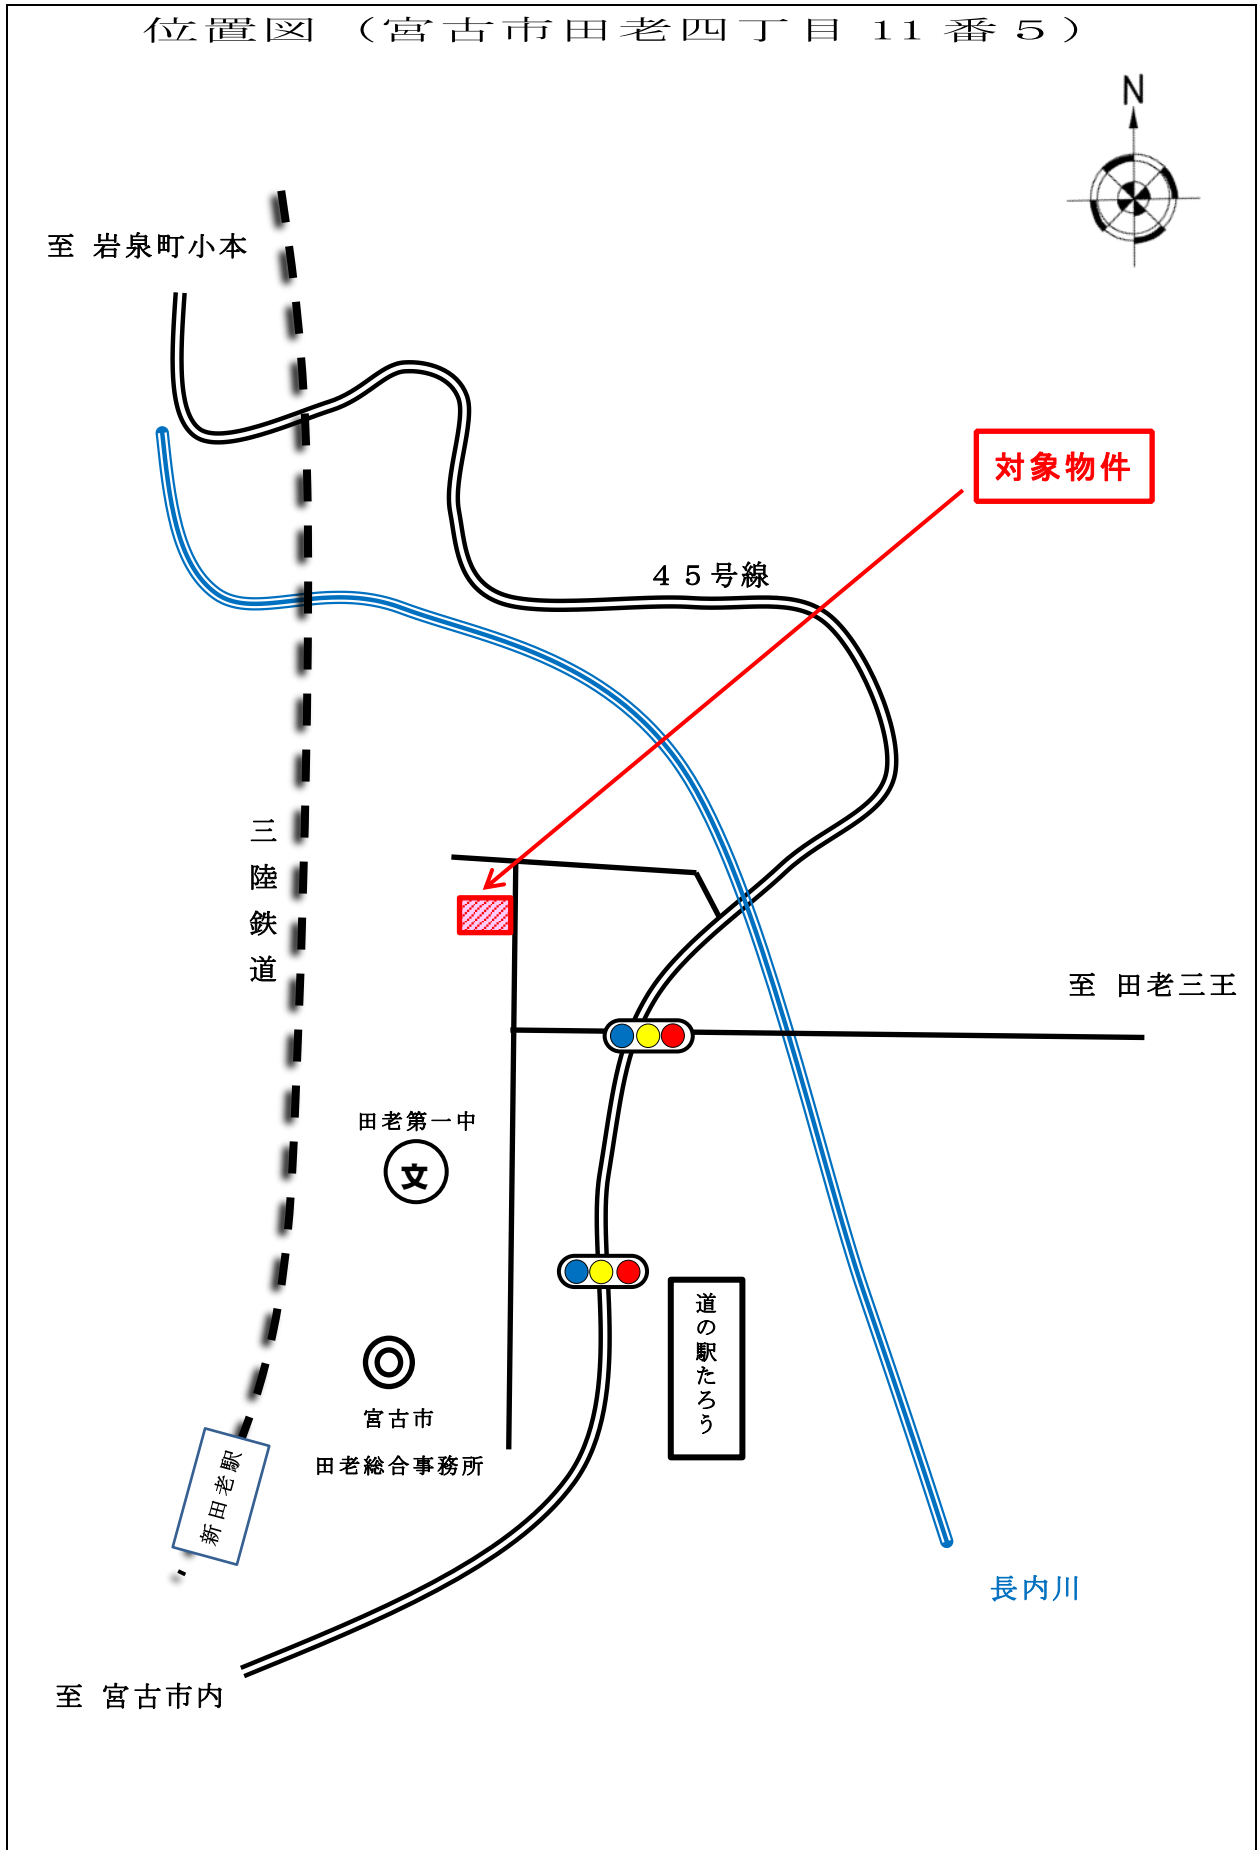 位置図（宮古市田老四丁目11番５）
N
至 岩泉町小本
対象物件
４５号線
三陸鉄道
至 田老三王
田老第一中
文
道の駅たろう
宮古市
田老総合事務所
新田老駅
長内川
至 宮古市内